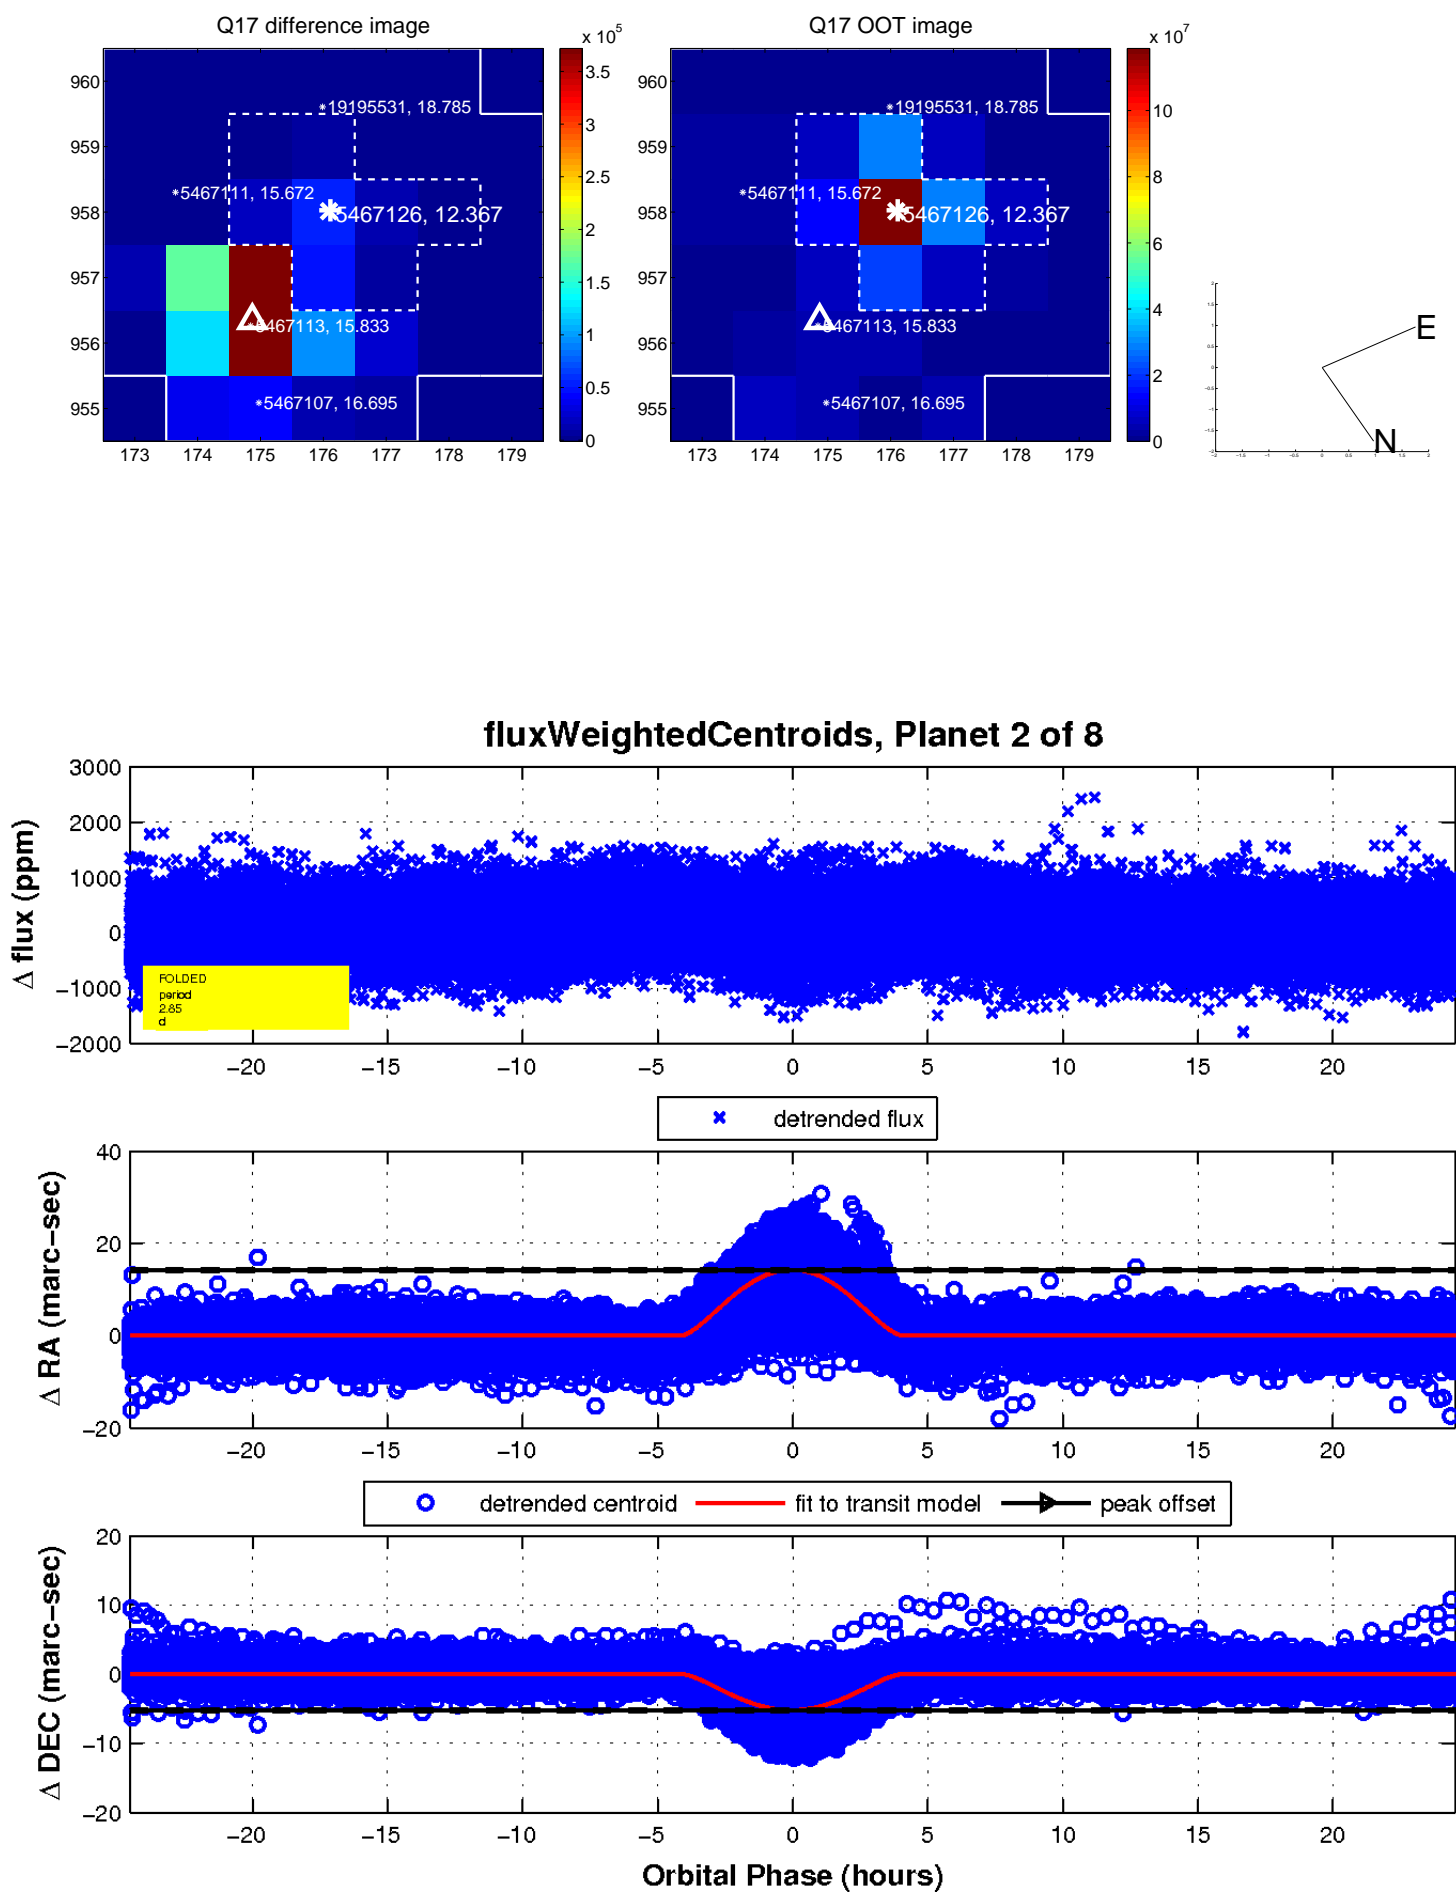 Q17 difference image
Q17 OOT image
x 10^5
x 10^7
960
959
958
957
956
955
173 174 175 176 177 178 179
*19195531, 18.785
*5467111, 15.672
5467126, 12.367
*5467113, 15.833
*5467107, 16.695
3.5
3
2.5
2
1.5
1
0.5
0
173 174 175 176 177 178 179
*19195531, 18.785
*5467111, 15.672
5467126, 12.367
*5467113, 15.833
*5467107, 16.695
10
8
6
4
2
0
E
N
fluxWeightedCentroids, Planet 2 of 8
Δ flux (ppm)
3000
2000
1000
0
−1000
−2000
FOLDED
period
2.85
d
−20 −15 −10 −5 0 5 10 15 20
detrended flux
Δ RA (marc−sec)
40
20
0
−20
−20 −15 −10 −5 0 5 10 15 20
detrended centroid fit to transit model peak offset
Δ DEC (marc−sec)
20
10
0
−10
−20
−20 −15 −10 −5 0 5 10 15 20
Orbital Phase (hours)